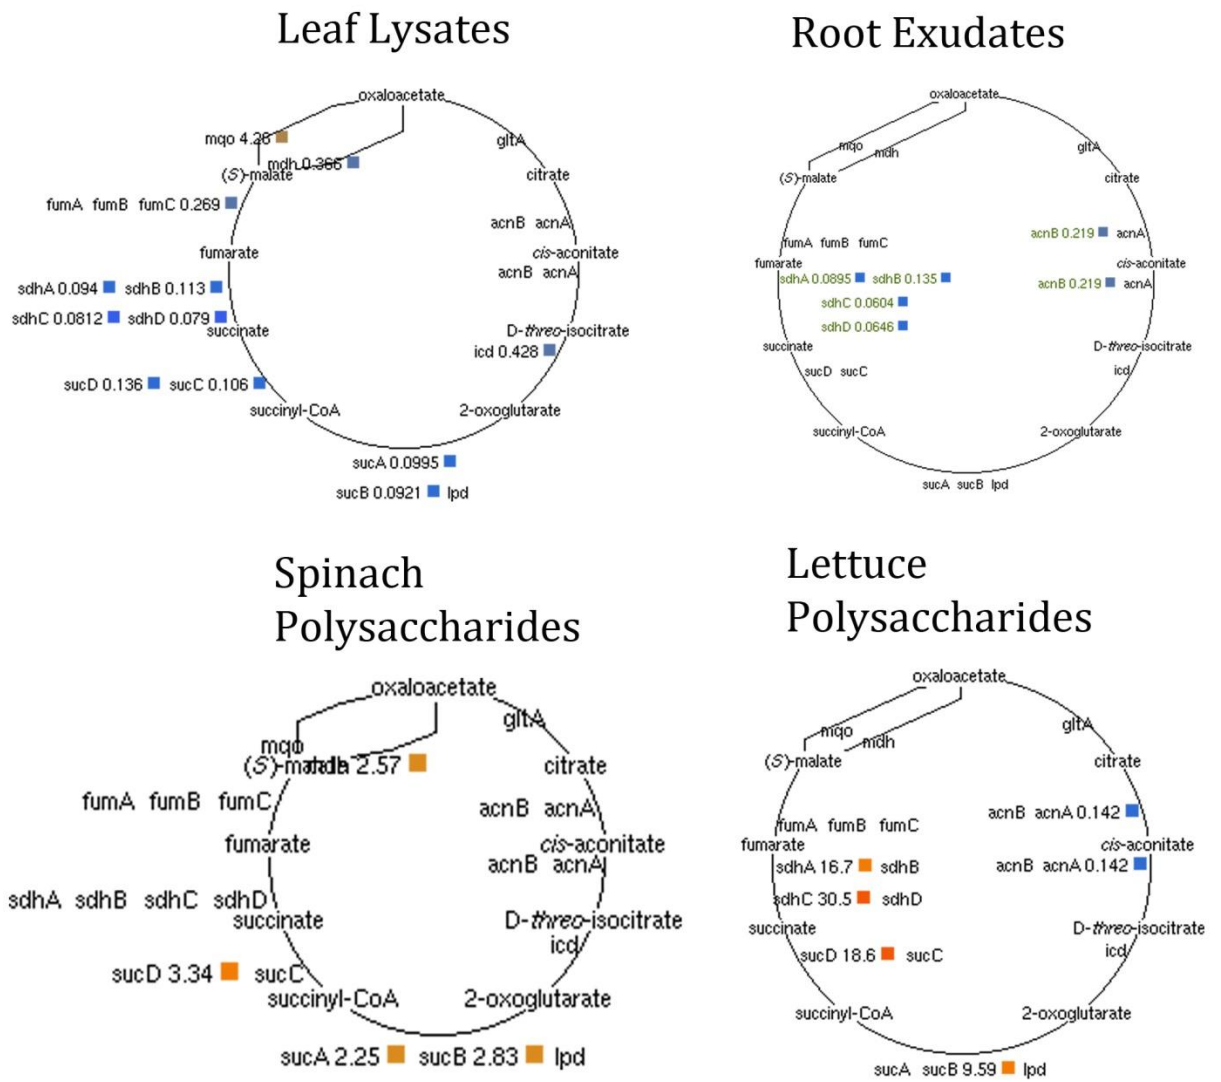 Leaf Lysates
oxaloacetate
mqo 4.26
gltA
mdh 0.366
(S)-malate
citrate
fumA fumB fumC 0.269
acnB acnA
fumarate
cis-aconitate
acnB acnA
sdhA 0.094 sdhB 0.113
sdhC 0.0812 sdhD 0.079
succinate
D-threo-isocitrate
icd 0.428
sucD 0.136 sucC 0.106
succinyl-CoA
2-oxoglutarate
sucA 0.0995
sucB 0.0921 lpd
Root Exudates
oxaloacetate
mqo
mdh
gltA
(S)-malate
citrate
acnB 0.219 acnA
fumA fumB fumC
fumarate
cis-aconitate
sdhA 0.0895 sdhB 0.135
acnB 0.219 acnA
sdhC 0.0604
sdhD 0.0646
succinate
D-threo-isocitrate
sucD sucC
icd
succinyl-CoA
2-oxoglutarate
sucA sucB lpd
Spinach
Polysaccharides
oxaloacetate
gltA
mqo
(S)-malate
mdh 2.57
citrate
fumA fumB fumC
acnB acnA
fumarate
cis-aconitate
acnB acnA
sdhA sdhB sdhC sdhD
succinate
D-threo-isocitrate
icd
sucD 3.34 sucC
succinyl-CoA
2-oxoglutarate
sucA 2.25 sucB 2.83 lpd
Lettuce
Polysaccharides
oxaloacetate
mqo
mdh
gltA
(S)-malate
citrate
acnB acnA 0.142
fumA fumB fumC
fumarate
cis-aconitate
sdhA 16.7 sdhB
acnB acnA 0.142
sdhC 30.5 sdhD
succinate
D-threo-isocitrate
icd
sucD 18.6 sucC
succinyl-CoA
2-oxoglutarate
sucA sucB 9.59 lpd